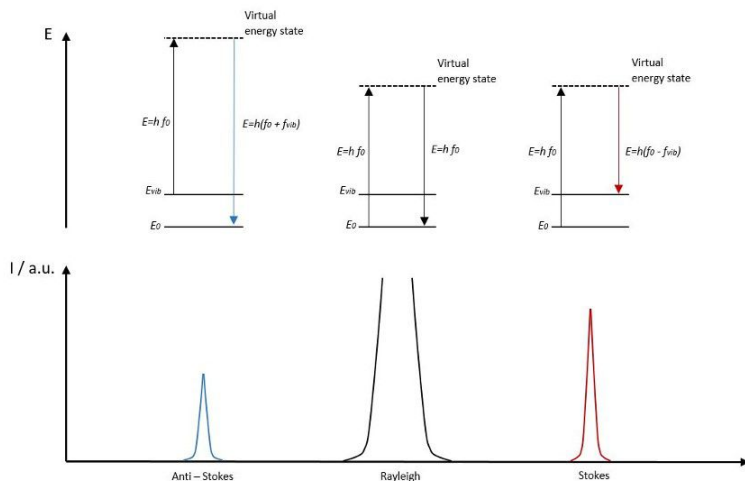 E
Virtual
energy state
E=h f0
E=h(f0 + fvib)
Evib
E0
Virtual
energy state
E=h f0
E=h f0
Evib
E0
Virtual
energy state
E=h f0
E=h(f0 - fvib)
Evib
E0
I / a.u.
Anti – Stokes
Rayleigh
Stokes